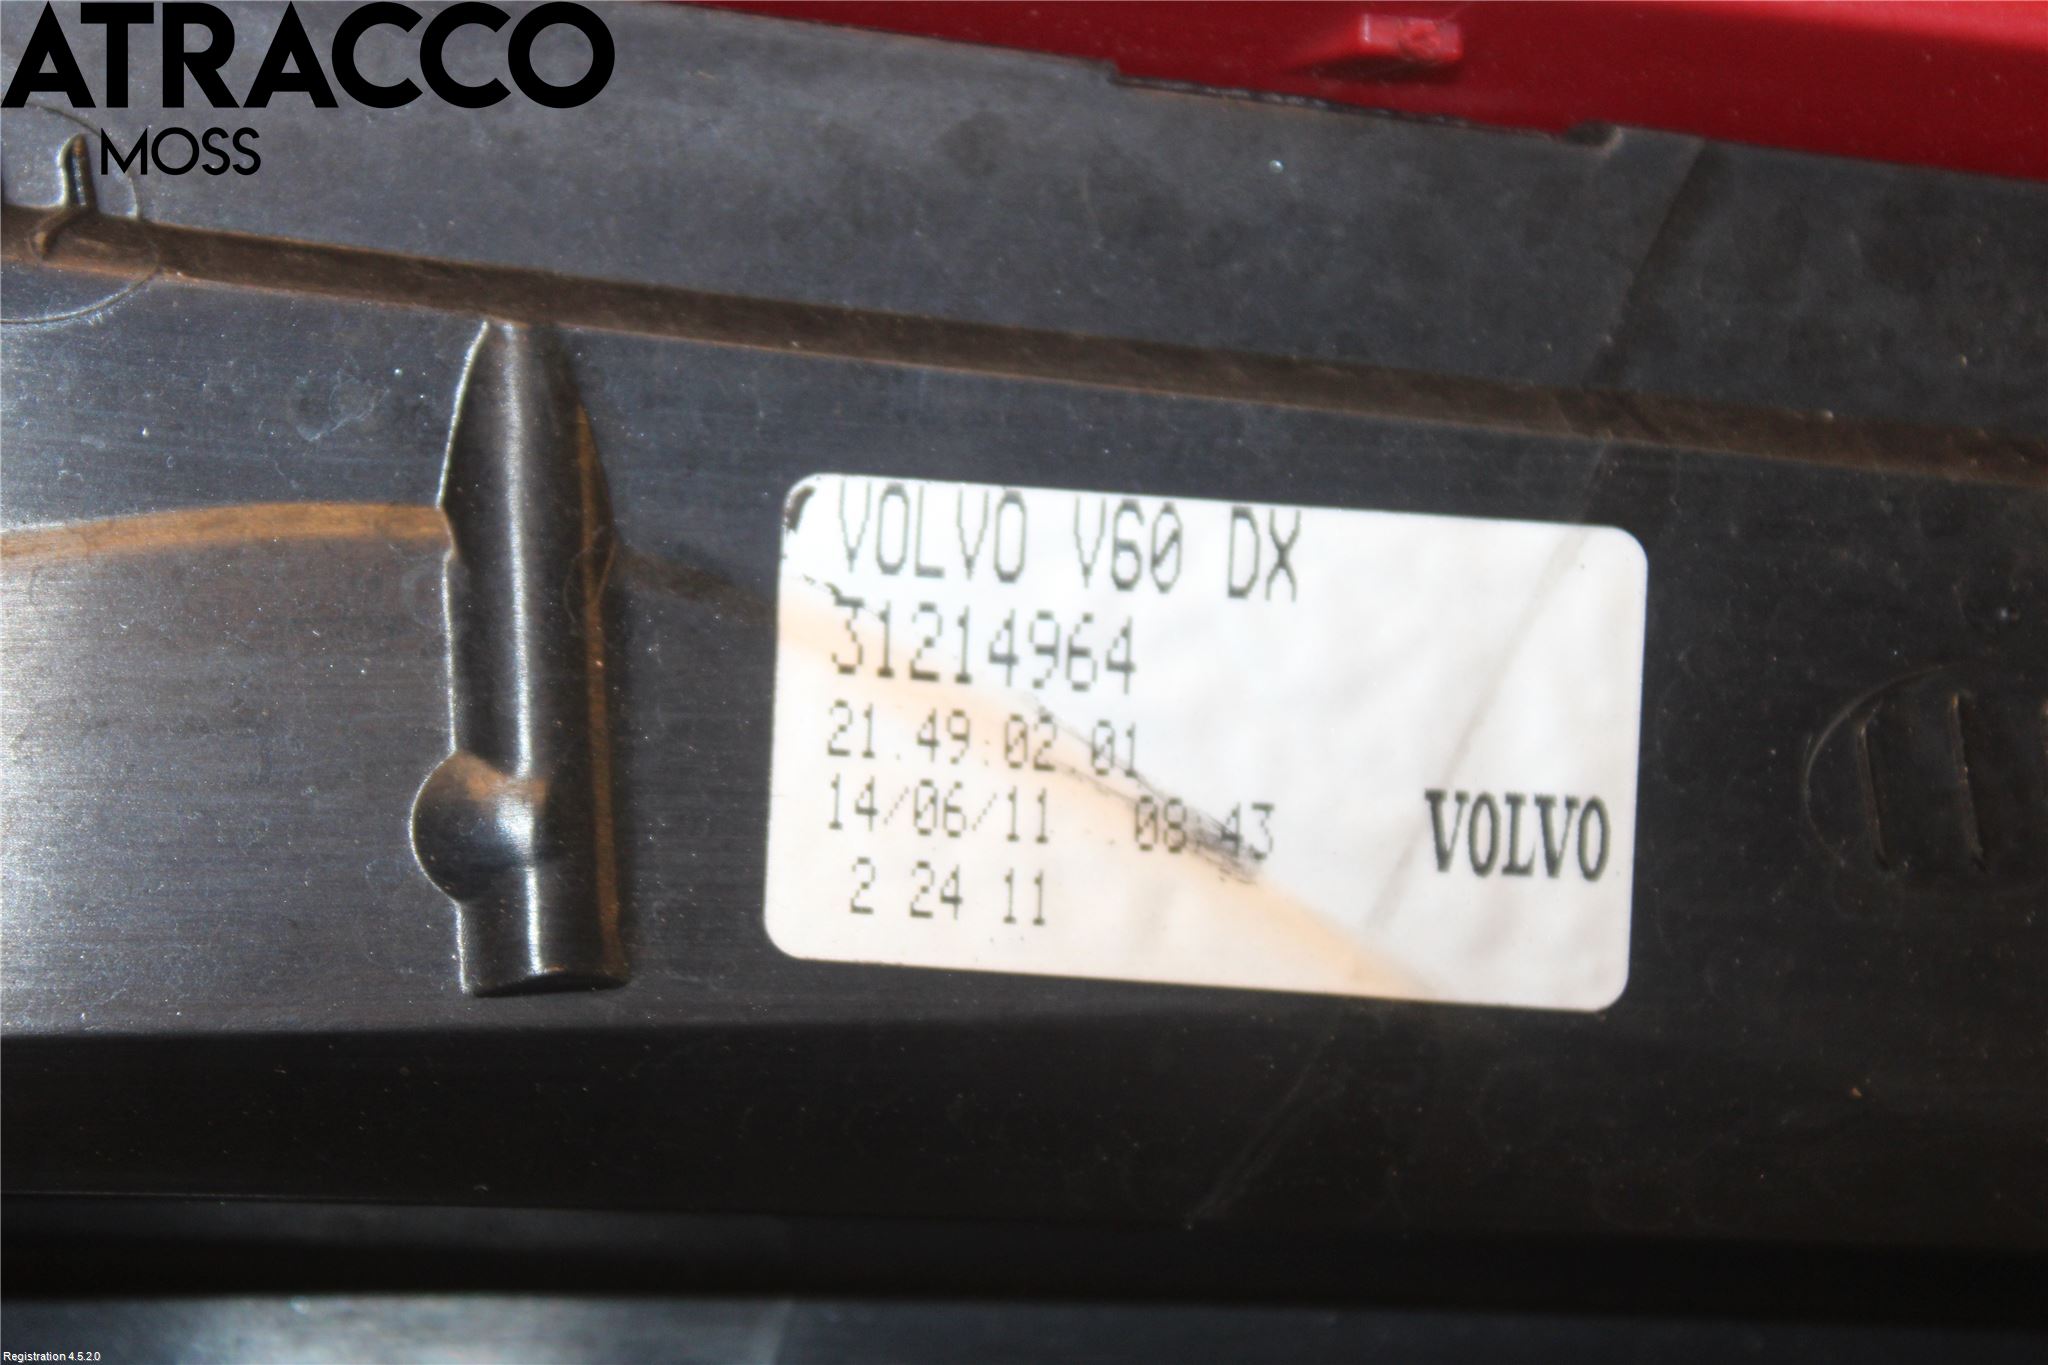 ATRACCO
MOSS
VOLVO V60 DX
31214964
21.49.02.01
14/06/11 08:43
2 24 11
VOLVO
Registration 4.5.2.0